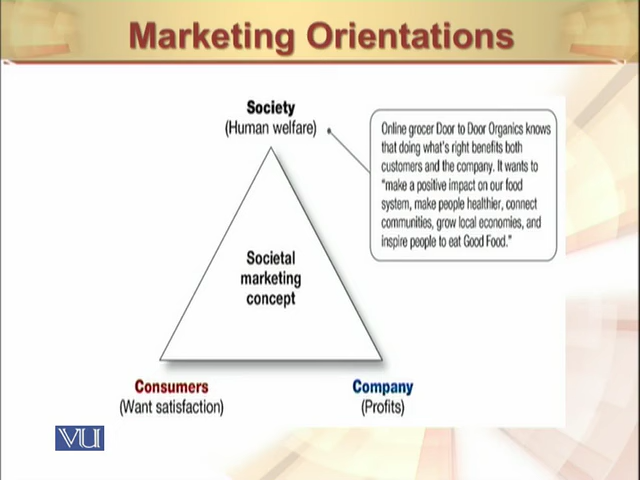 Marketing Orientations
Society
(Human welfare)
Online grocer Door to Door Organics knows
that doing what's right benefits both
customers and the company. It wants to
"make a positive impact on our food
system, make people healthier, connect
communities, grow local economies, and
inspire people to eat Good Food."
Societal
marketing
concept
Consumers
(Want satisfaction)
Company
(Profits)
VU